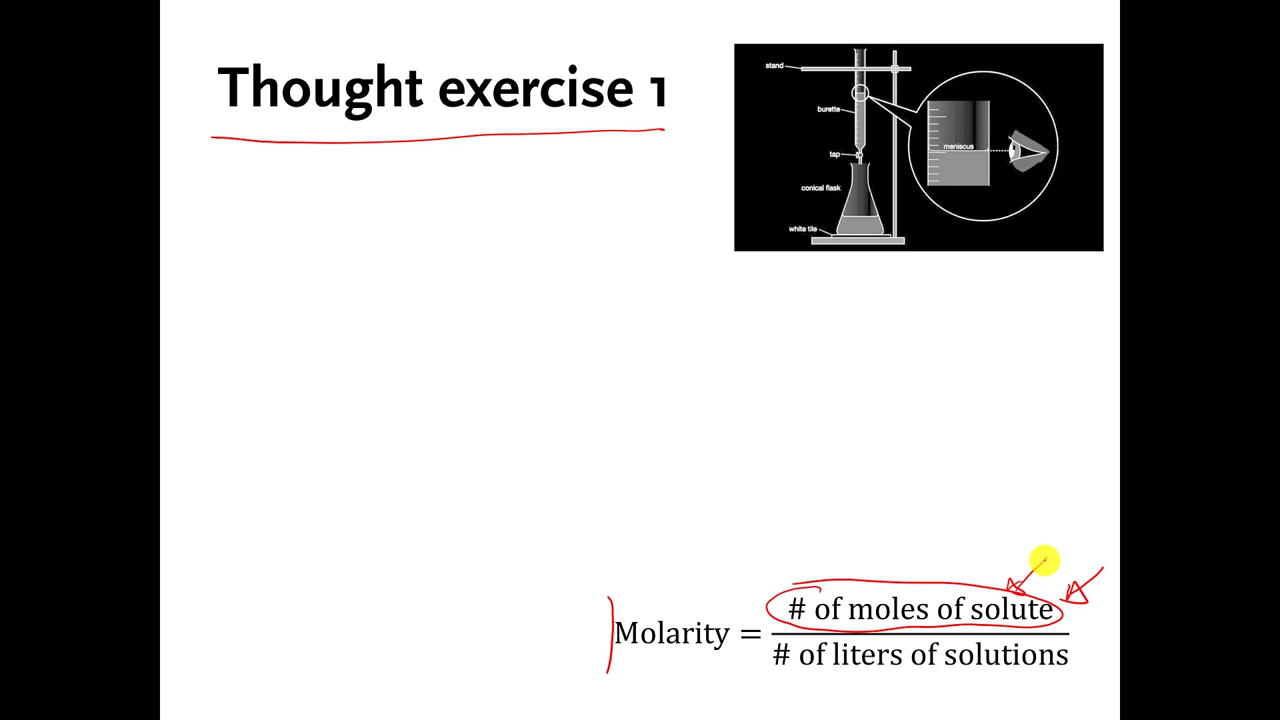 Thought exercise 1
stand
burette
meniscus
tap
conical flask
white tile
Molarity = # of moles of solute
# of liters of solutions